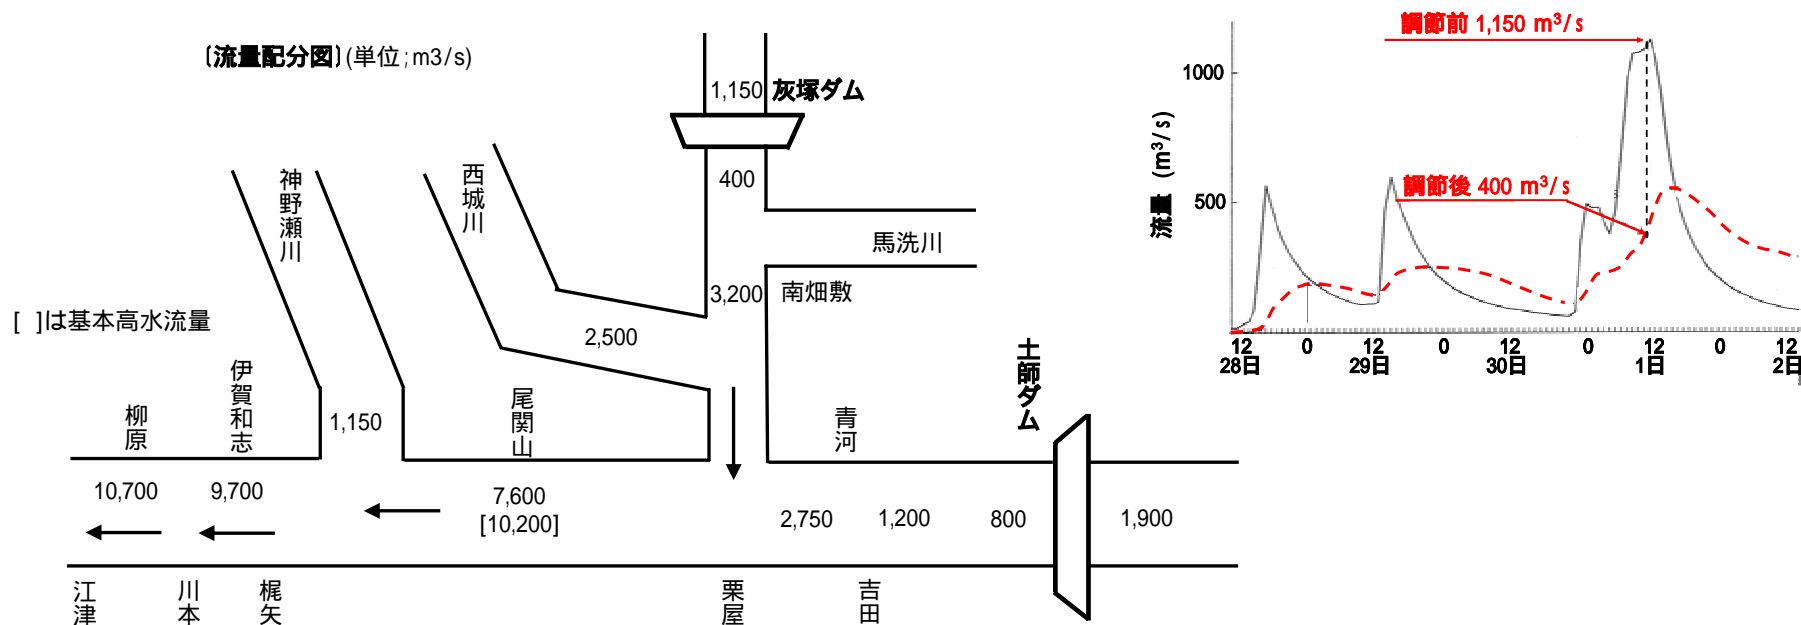 〔流量配分図〕(単位;m3/s)
1,150
灰塚ダム
400
神野瀬川
西城川
馬洗川
3,200
南畑敷
[ ]は基本高水流量
2,500
土師ダム
伊賀和志
柳原
1,150
尾関山
青河
10,700
9,700
7,600
[10,200]
2,750
1,200
800
1,900
江津
川本
梶矢
粟屋
吉田
調節前 1,150 m³/s
1000
流量 (m³/s)
調節後 400 m³/s
500
12 0 12 0 12 0 12 0 12
28日 29日 30日 1日 2日